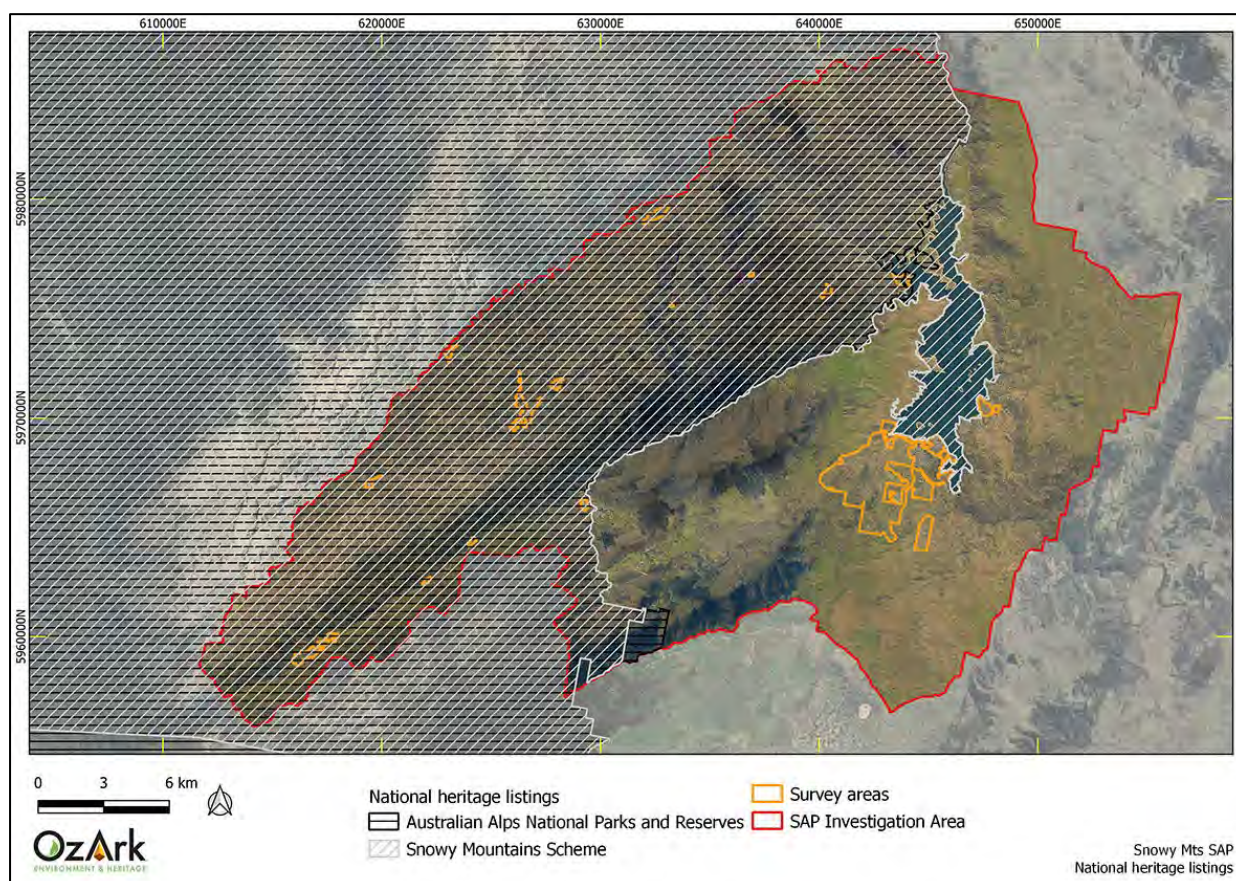 610000E 620000E 630000E 640000E 650000E
5980000N
5970000N
5960000N
0 3 6 km
National heritage listings
Australian Alps National Parks and Reserves
Snowy Mountains Scheme
Survey areas
SAP Investigation Area
OzArk
ENVIRONMENT & HERITAGE
Snowy Mts SAP
National heritage listings